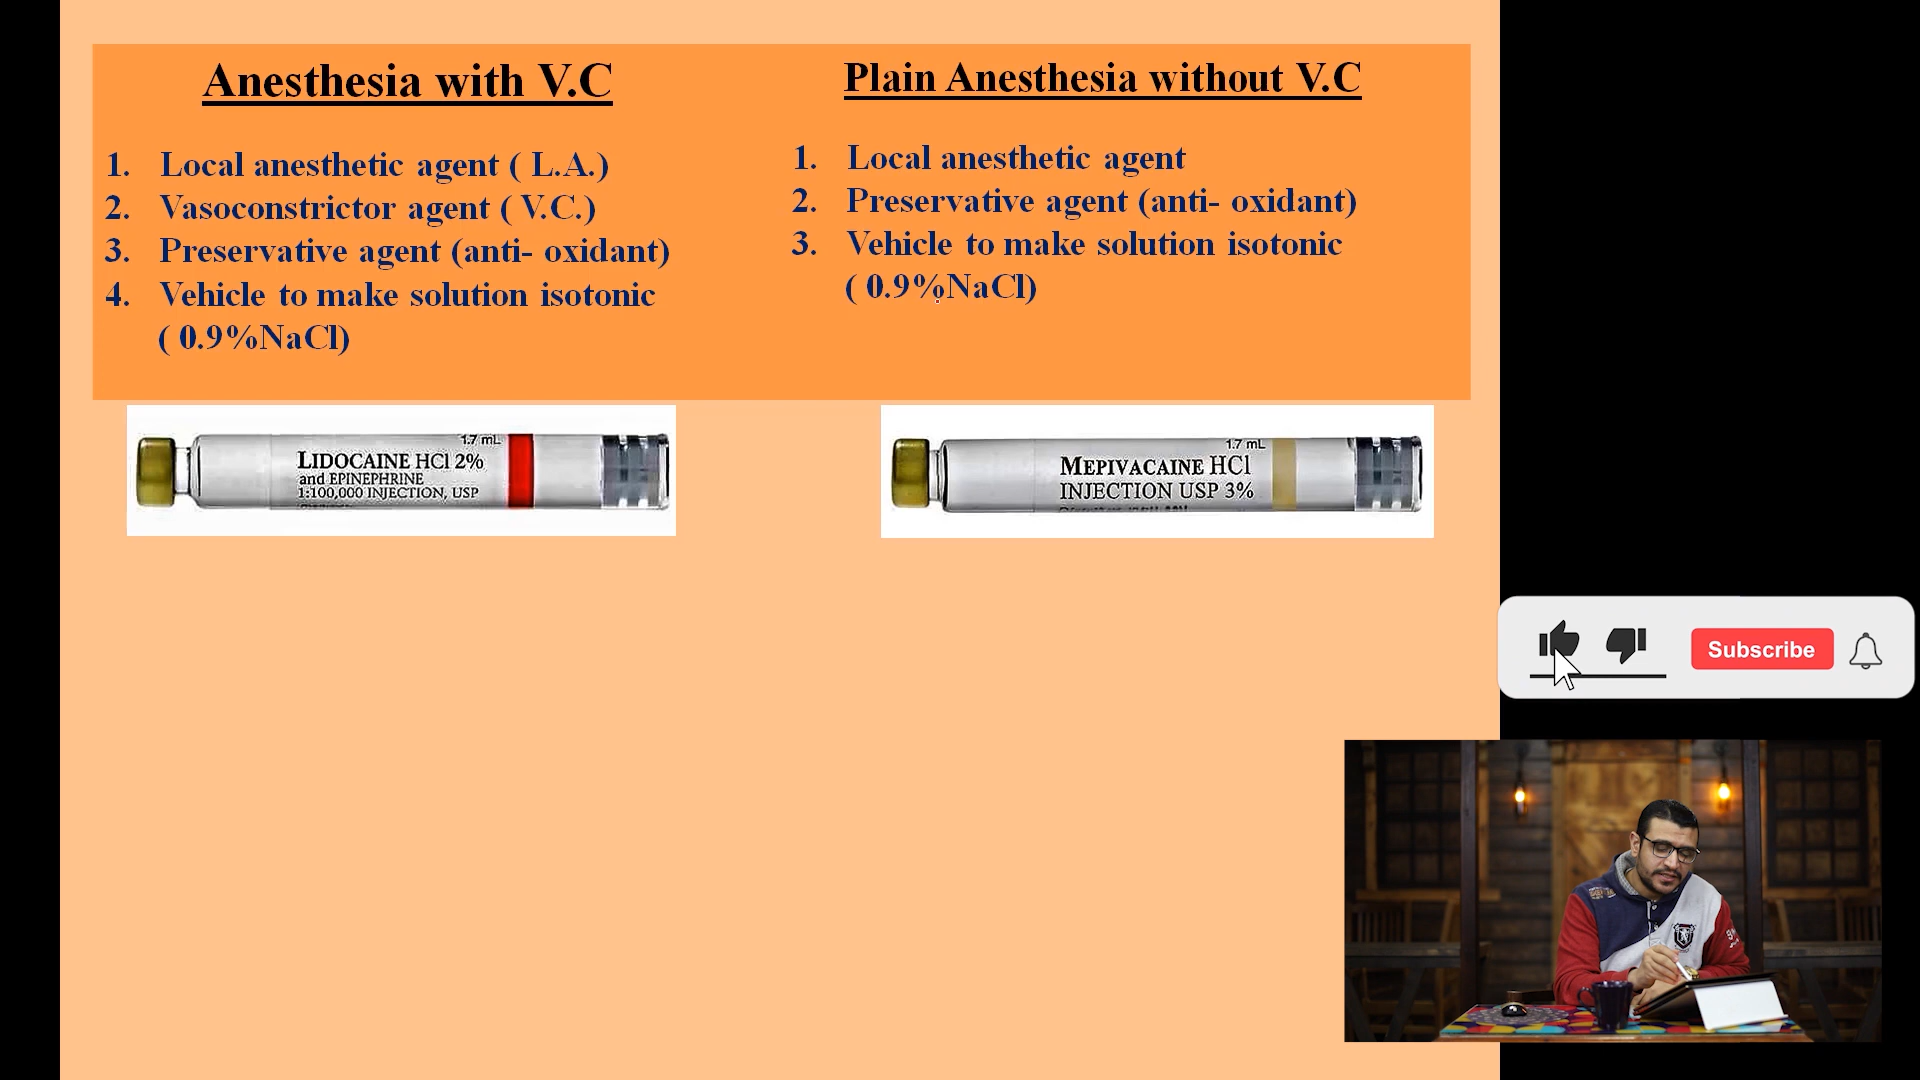 Anesthesia with V.C
1. Local anesthetic agent ( L.A.)
2. Vasoconstrictor agent ( V.C.)
3. Preservative agent (anti- oxidant)
4. Vehicle to make solution isotonic
( 0.9%NaCl)
1.7 mL
LIDOCAINE HCl 2%
and EPINEPHRINE
1:100,000 INJECTION, USP
Plain Anesthesia without V.C
1. Local anesthetic agent
2. Preservative agent (anti- oxidant)
3. Vehicle to make solution isotonic
( 0.9%NaCl)
1.7 mL
MEPIVACAINE HCl
INJECTION USP 3%
Subscribe